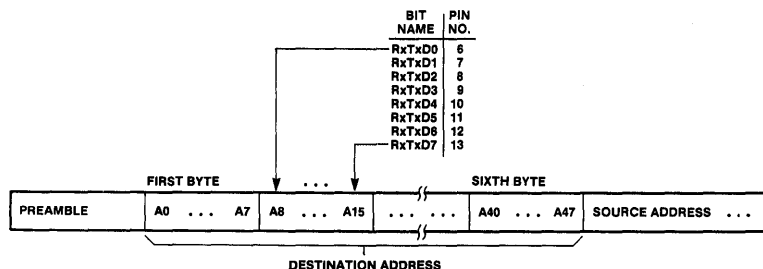 BIT NAME PIN NO.
RxTxD0 6
RxTxD1 7
RxTxD2 8
RxTxD3 9
RxTxD4 10
RxTxD5 11
RxTxD6 12
RxTxD7 13
FIRST BYTE ... SIXTH BYTE
PREAMBLE A0 ... A7 A8 ... A15 ... ... A40 ... A47 SOURCE ADDRESS ...
DESTINATION ADDRESS